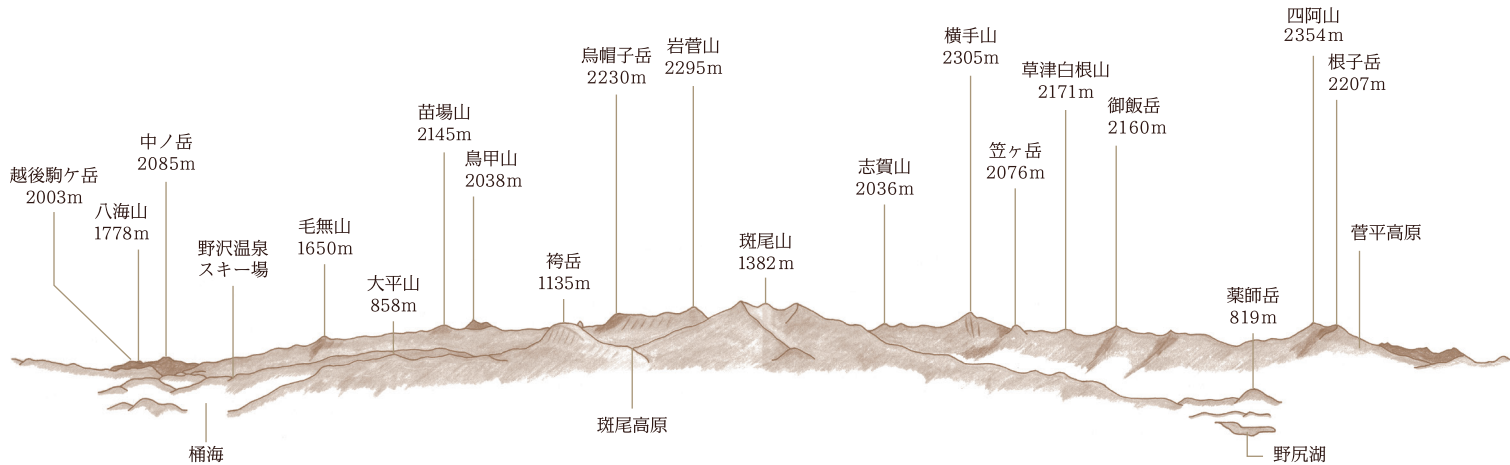 越後駒ケ岳
2003m
八海山
1778m
中ノ岳
2085m
野沢温泉
スキー場
桶海
毛無山
1650m
大平山
858m
苗場山
2145m
鳥甲山
2038m
袴岳
1135m
烏帽子岳
2230m
斑尾高原
岩菅山
2295m
斑尾山
1382m
志賀山
2036m
横手山
2305m
笠ヶ岳
2076m
草津白根山
2171m
御飯岳
2160m
薬師岳
819m
野尻湖
四阿山
2354m
根子岳
2207m
菅平高原